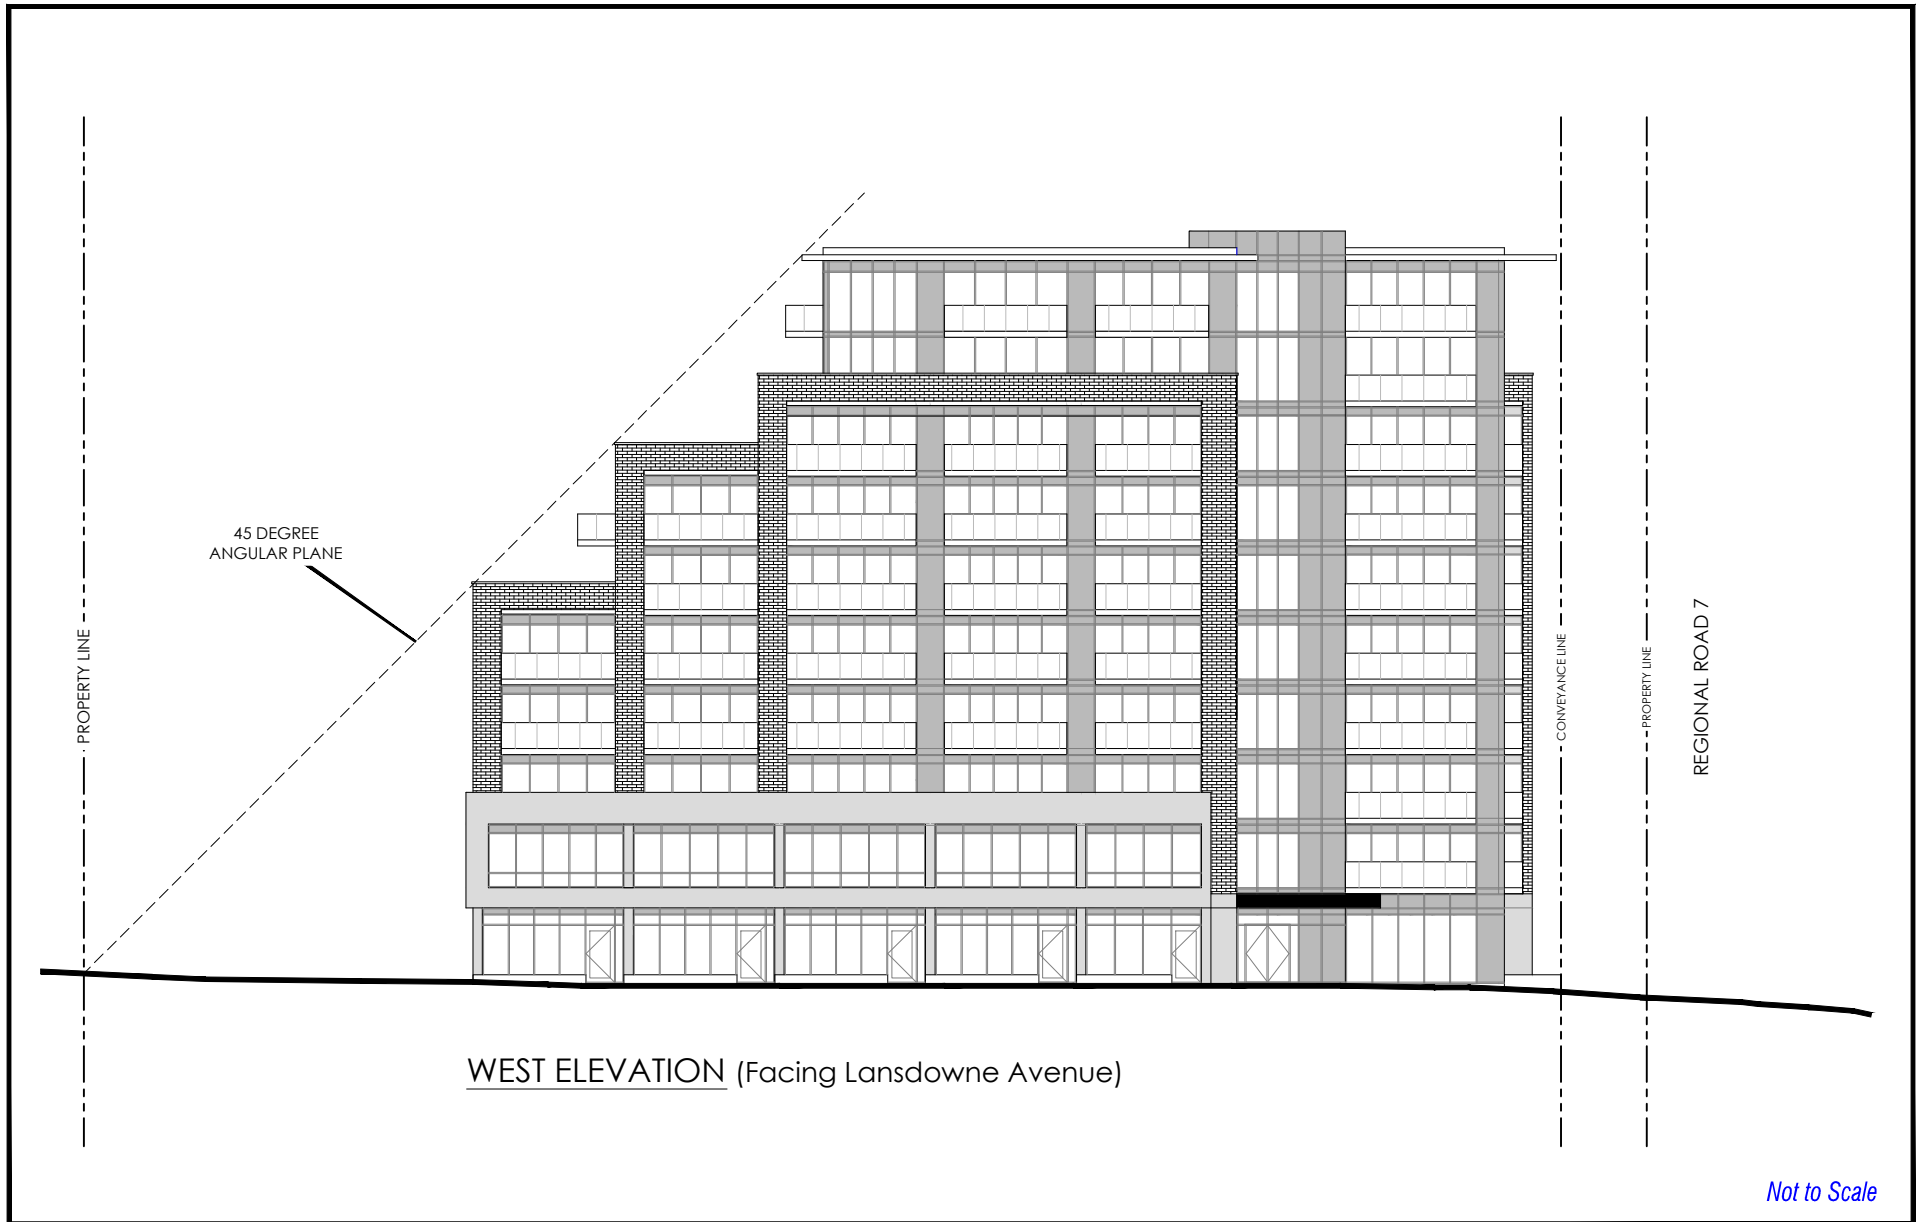 45 DEGREE
ANGULAR PLANE
PROPERTY LINE
CONVEYANCE LINE
PROPERTY LINE
REGIONAL ROAD 7
WEST ELEVATION (Facing Lansdowne Avenue)
Not to Scale